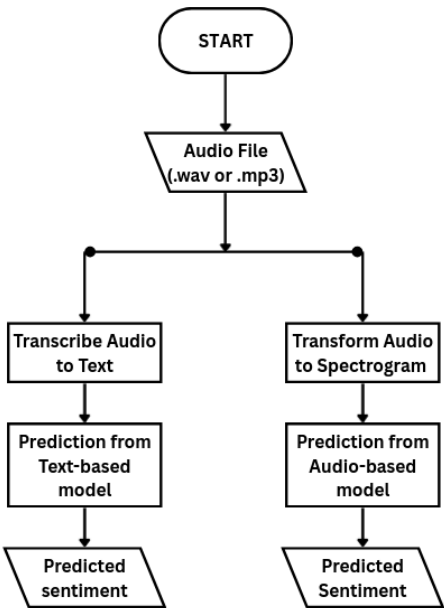 START
Audio File
(.wav or .mp3)
Transcribe Audio
to Text
Transform Audio
to Spectrogram
Prediction from
Text-based
model
Prediction from
Audio-based
model
Predicted
sentiment
Predicted
Sentiment